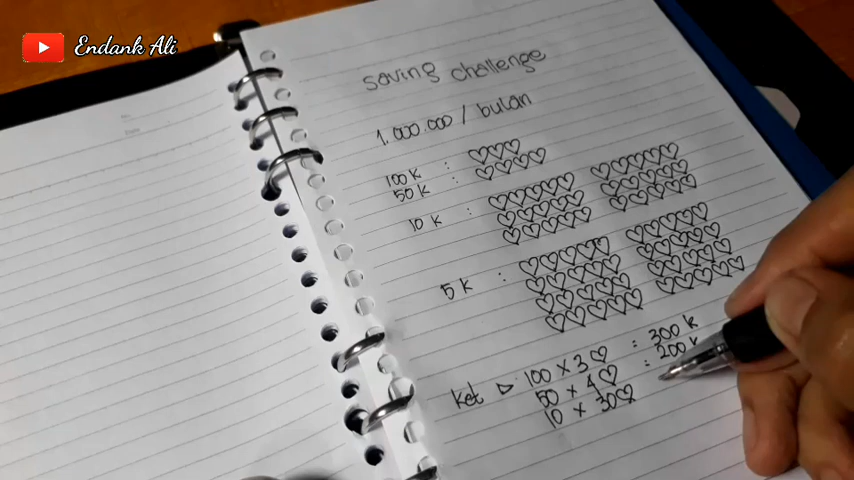 Endank Ali
saving challenge
1.000.000 / bulan
100 k :
50 k :
10 k :
5 k :
ket ▷ 100 x 3♡ = 300 k
50 x 4♡ = 200 k
10 x 30♡